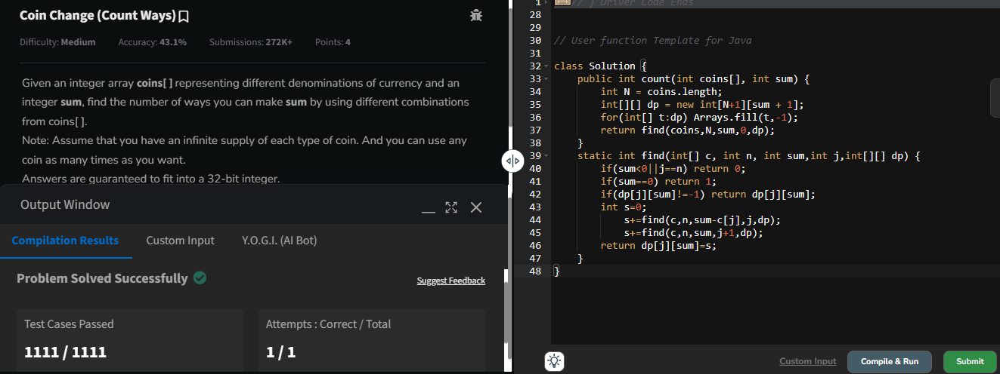 Coin Change (Count Ways)
Difficulty: Medium Accuracy: 43.1% Submissions: 272K+ Points: 4
Given an integer array coins[ ] representing different denominations of currency and an
integer sum, find the number of ways you can make sum by using different combinations
from coins[ ].
Note: Assume that you have an infinite supply of each type of coin. And you can use any
coin as many times as you want.
Answers are guaranteed to fit into a 32-bit integer.
Output Window
Compilation Results Custom Input Y.O.G.I. (AI Bot)
Problem Solved Successfully
Suggest Feedback
Test Cases Passed
1111 / 1111
Attempts : Correct / Total
1 / 1
1 // } Driver Code Ends
28
29
30 // User function Template for Java
31
32 class Solution {
33 public int count(int coins[], int sum) {
34 int N = coins.length;
35 int[][] dp = new int[N+1][sum + 1];
36 for(int[] t:dp) Arrays.fill(t,-1);
37 return find(coins,N,sum,0,dp);
38 }
39 static int find(int[] c, int n, int sum,int j,int[][] dp) {
40 if(sum<0||j==n) return 0;
41 if(sum==0) return 1;
42 if(dp[j][sum]!=-1) return dp[j][sum];
43 int s=0;
44 s+=find(c,n,sum-c[j],j,dp);
45 s+=find(c,n,sum,j+1,dp);
46 return dp[j][sum]=s;
47 }
48 }
Custom Input Compile & Run Submit